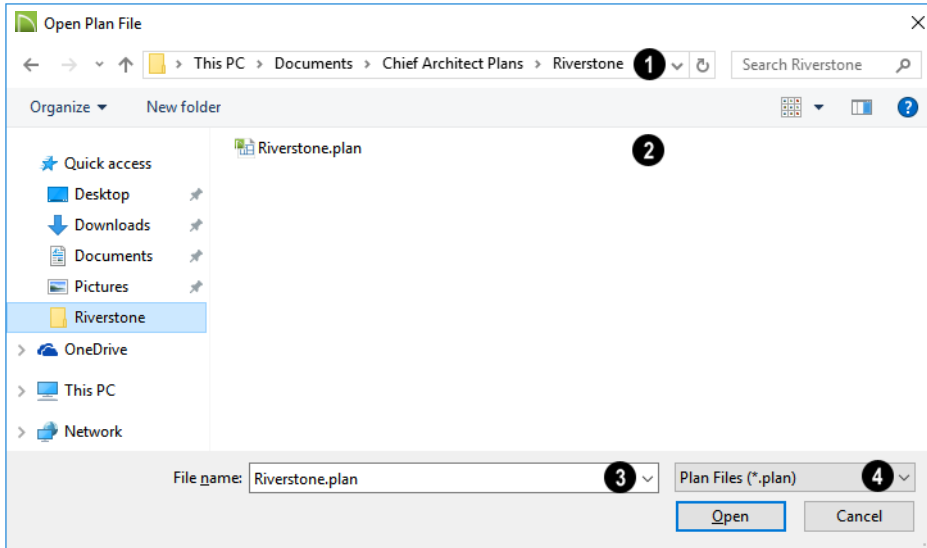 Open Plan File
This PC > Documents > Chief Architect Plans > Riverstone 1 Search Riverstone
Organize New folder ?
Quick access
Riverstone.plan 2
Desktop
Downloads
Documents
Pictures
Riverstone
OneDrive
This PC
Network
File name: Riverstone.plan 3 Plan Files (*.plan) 4
Open Cancel